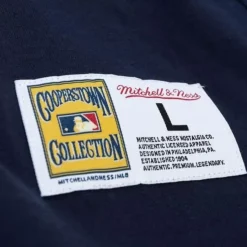 COOPERSTOWN
COLLECTION
MITCHELLANDNESS/MLB
Mitchell & Ness
L
MITCHELL & NESS NOSTALGIA CO.
AUTHENTIC LICENSED APPAREL
DESIGNED IN PHILADELPHIA, PA.
ESTABLISHED 1904
AUTHENTIC.PREMIUM.LEGENDARY.